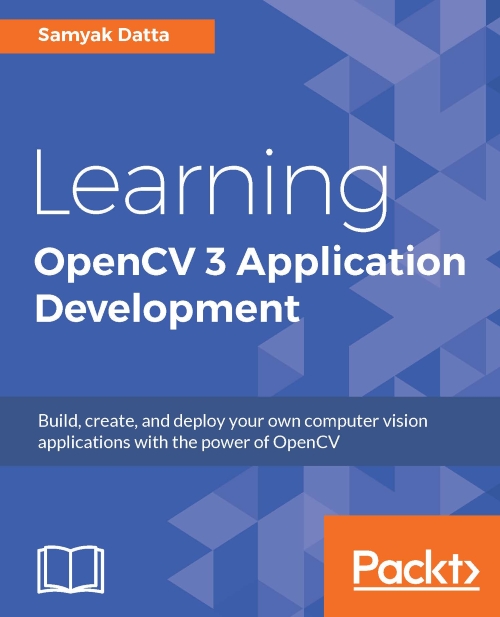 Samyak Datta
Learning
OpenCV 3 Application
Development
Build, create, and deploy your own computer vision
applications with the power of OpenCV
Packt>